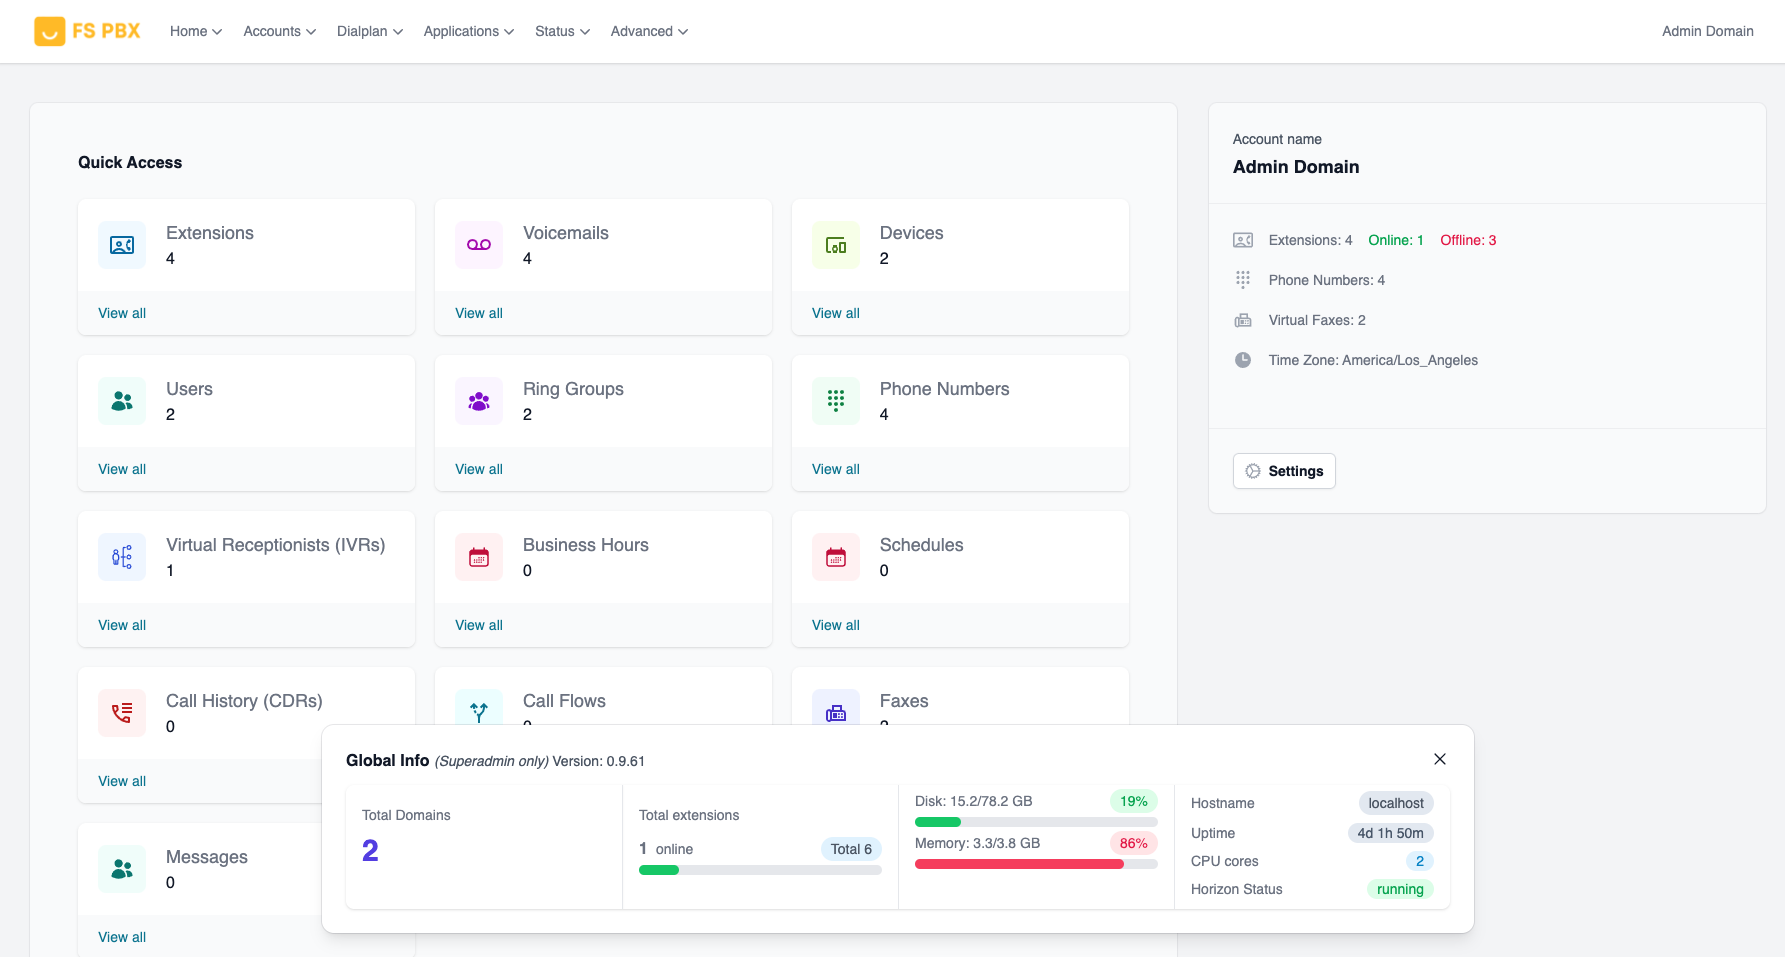 FS PBX
Home
Accounts
Dialplan
Applications
Status
Advanced
Admin Domain
Quick Access
Extensions
4
View all
Voicemails
4
View all
Devices
2
View all
Users
2
View all
Ring Groups
2
View all
Phone Numbers
4
View all
Virtual Receptionists (IVRs)
1
View all
Business Hours
0
View all
Schedules
0
View all
Call History (CDRs)
0
View all
Call Flows
Faxes
Messages
0
View all
Account name
Admin Domain
Extensions: 4 Online: 1 Offline: 3
Phone Numbers: 4
Virtual Faxes: 2
Time Zone: America/Los_Angeles
Settings
Global Info (Superadmin only) Version: 0.9.61
Total Domains
2
Total extensions
1 online Total 6
Disk: 15.2/78.2 GB 19%
Memory: 3.3/3.8 GB 86%
Hostname localhost
Uptime 4d 1h 50m
CPU cores 2
Horizon Status running